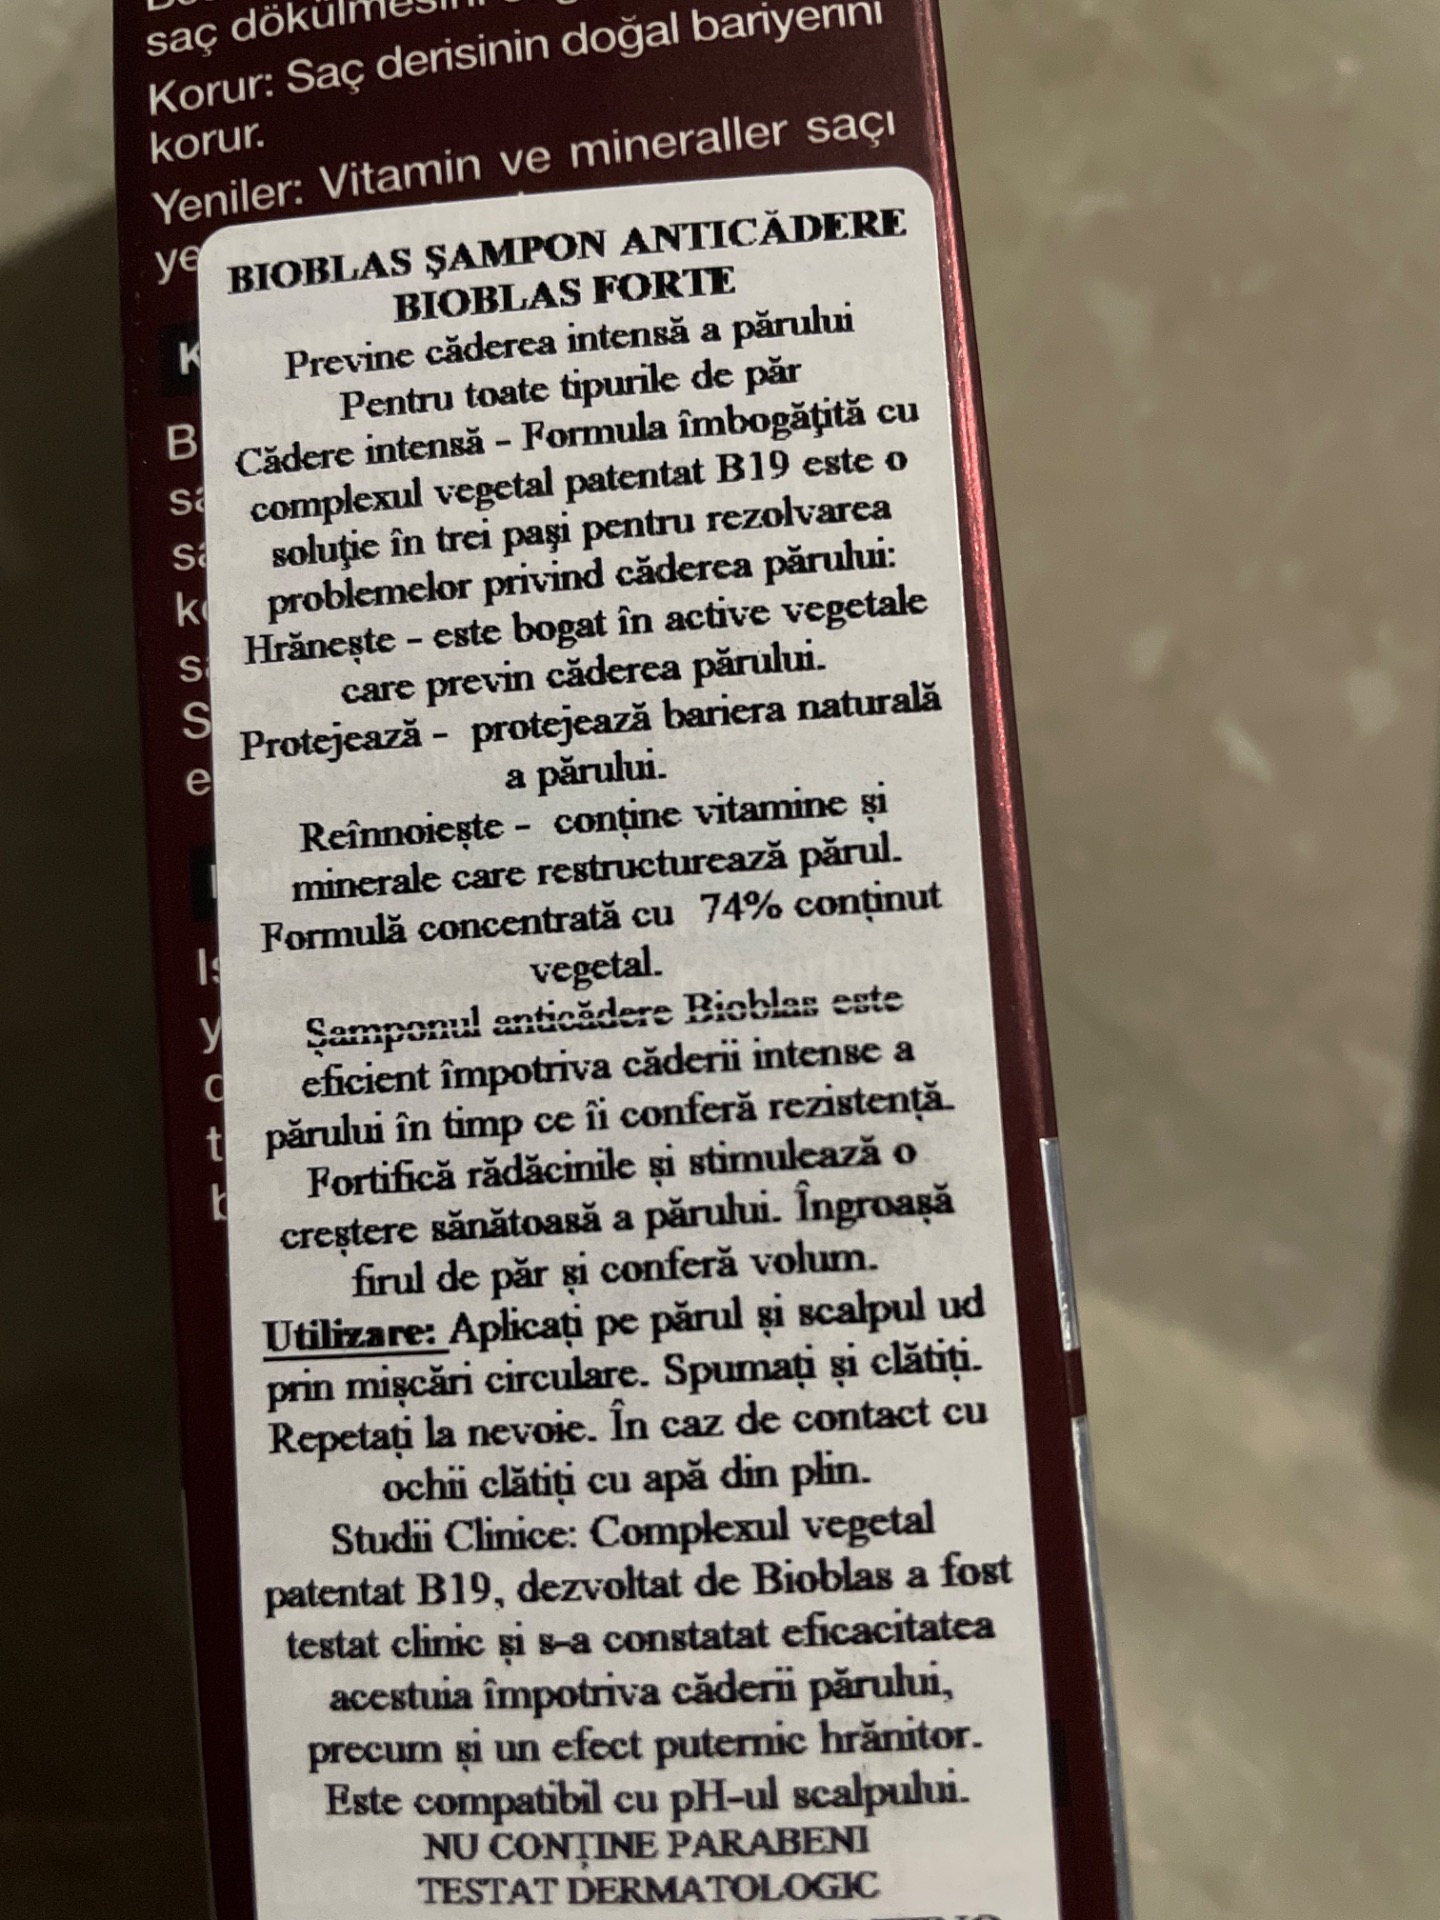 saç dökülmesini
Korur: Saç derisinin doğal bariyerini
korur.
Yeniler: Vitamin ve mineraller saçı
ye
BIOBLAS ŞAMPON ANTICĂDERE
BIOBLAS FORTE
Previne căderea intensă a părului
Pentru toate tipurile de păr
Cădere intensă - Formula îmbogăţită cu
complexul vegetal patentat B19 este o
soluţie în trei paşi pentru rezolvarea
problemelor privind căderea părului:
Hrănește - este bogat în active vegetale
care previn căderea părului.
Protejează - protejează bariera naturală
a părului.
Reînnoiește - conține vitamine și
minerale care restructurează părul.
Formulă concentrată cu 74% conținut
vegetal.
Șamponul anticădere Bioblas este
eficient împotriva căderii intense a
părului în timp ce îi conferă rezistență.
Fortifică rădăcinile și stimulează o
creștere sănătoasă a părului. Îngroașă
firul de păr și conferă volum.
Utilizare: Aplicați pe părul și scalpul ud
prin mișcări circulare. Spumați și clătiți.
Repetați la nevoie. În caz de contact cu
ochii clătiți cu apă din plin.
Studii Clinice: Complexul vegetal
patentat B19, dezvoltat de Bioblas a fost
testat clinic și s-a constatat eficacitatea
acestuia împotriva căderii părului,
precum și un efect puternic hrănitor.
Este compatibil cu pH-ul scalpului.
NU CONȚINE PARABENI
TESTAT DERMATOLOGIC